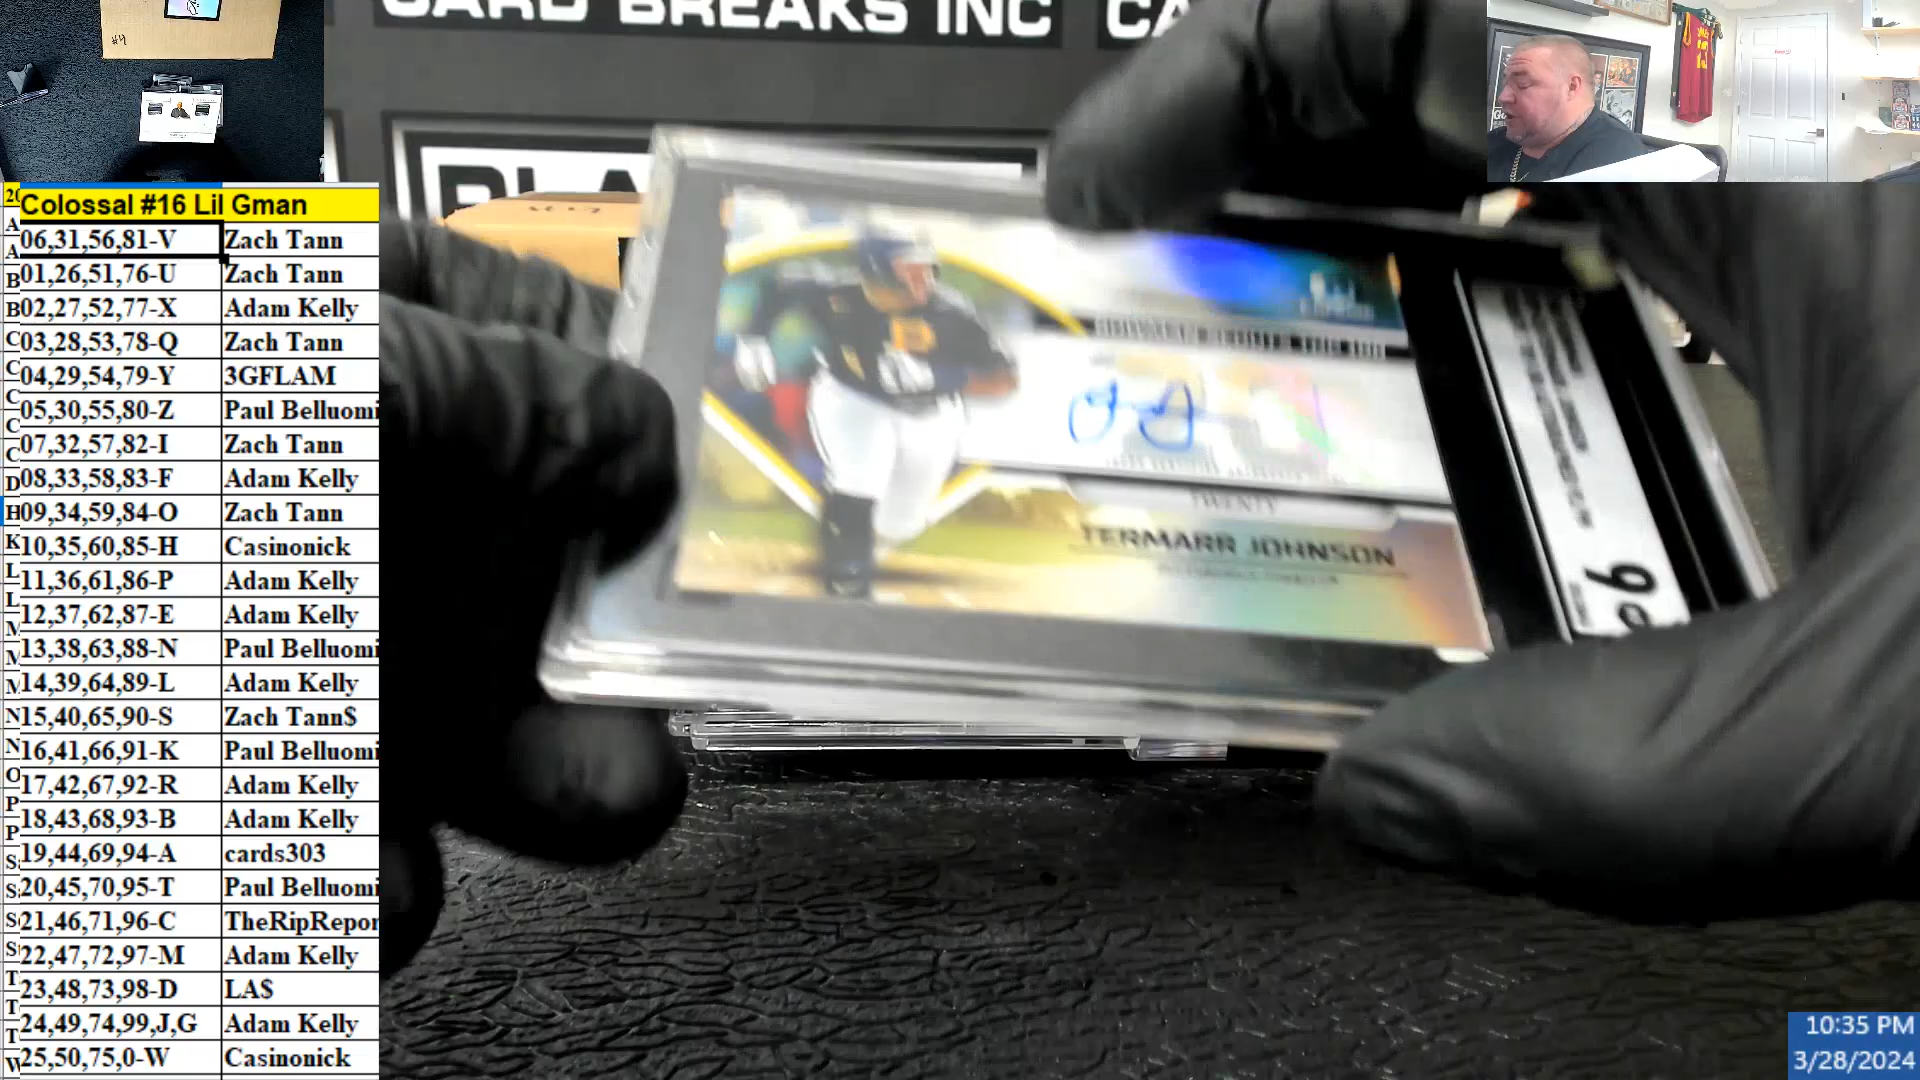 CARD BREAKS INC CA
#4
Colossal #16 Lil Gman
06,31,56,81-V Zach Tann
01,26,51,76-U Zach Tann
02,27,52,77-X Adam Kelly
03,28,53,78-Q Zach Tann
04,29,54,79-Y 3GFLAM
05,30,55,80-Z Paul Belluomi
07,32,57,82-I Zach Tann
08,33,58,83-F Adam Kelly
09,34,59,84-O Zach Tann
10,35,60,85-H Casinonick
11,36,61,86-P Adam Kelly
12,37,62,87-E Adam Kelly
13,38,63,88-N Paul Belluomi
14,39,64,89-L Adam Kelly
15,40,65,90-S Zach Tann$
16,41,66,91-K Paul Belluomi
17,42,67,92-R Adam Kelly
18,43,68,93-B Adam Kelly
19,44,69,94-A cards303
20,45,70,95-T Paul Belluomi
21,46,71,96-C TheRipRepor
22,47,72,97-M Adam Kelly
23,48,73,98-D LA$
24,49,74,99,J,G Adam Kelly
25,50,75,0-W Casinonick
TWENTY
TERMARR JOHNSON
10:35 PM
3/28/2024